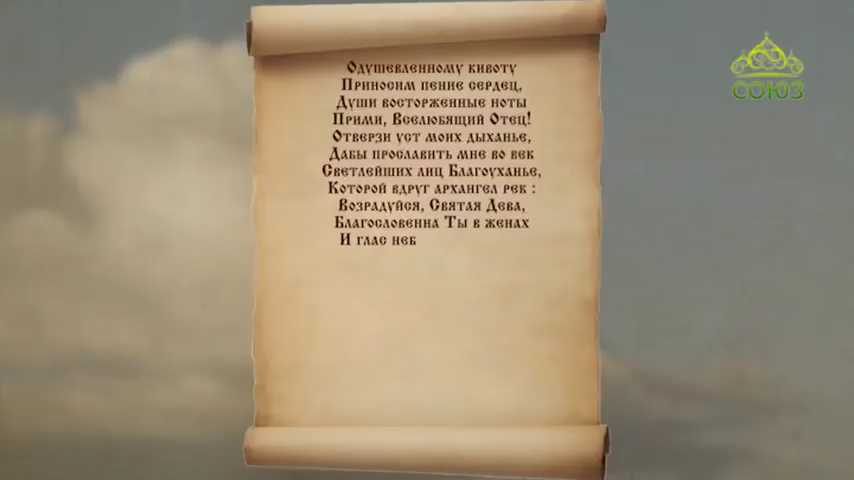 Одушевленному кивоту
Приносим пение сердец,
Души восторженные ноты
Прими, Вселюбящий Отец!
Отверзи уст моих дыханье,
Дабы прославить мне во век
Светлейших лиц Благоуханье,
Которой вдруг архангел рек :
Возрадуйся, Святая Дева,
Благословенна Ты в женах
И глас неб
СОЮЗ